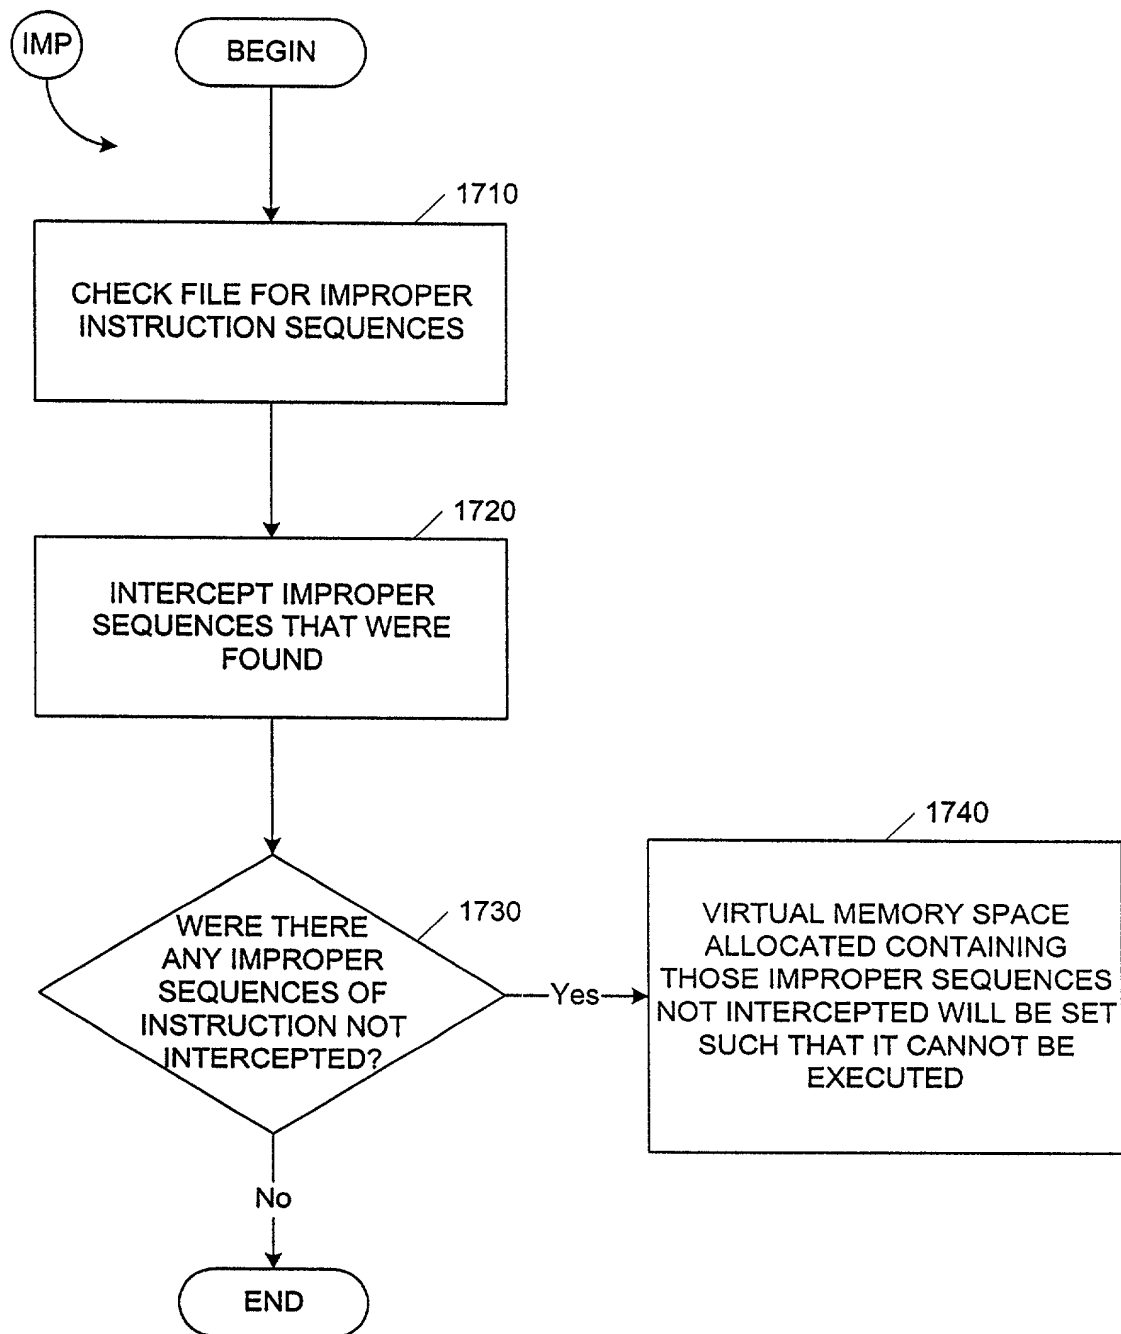 IMP
BEGIN
1710
CHECK FILE FOR IMPROPER
INSTRUCTION SEQUENCES
1720
INTERCEPT IMPROPER
SEQUENCES THAT WERE
FOUND
1730
WERE THERE
ANY IMPROPER
SEQUENCES OF
INSTRUCTION NOT
INTERCEPTED?
Yes
1740
VIRTUAL MEMORY SPACE
ALLOCATED CONTAINING
THOSE IMPROPER SEQUENCES
NOT INTERCEPTED WILL BE SET
SUCH THAT IT CANNOT BE
EXECUTED
No
END